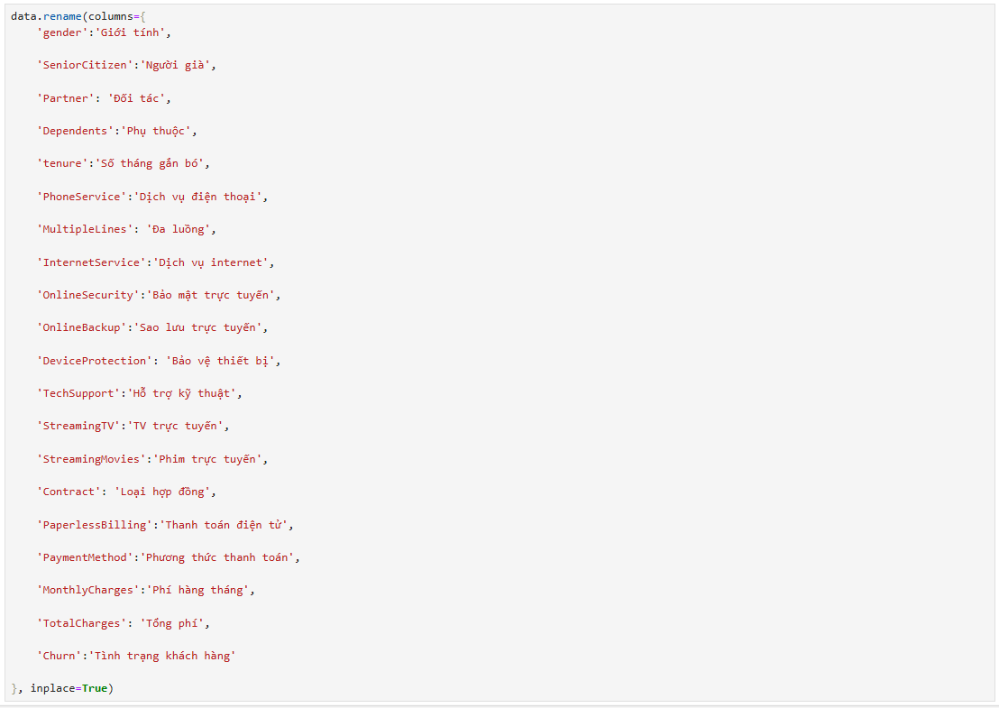 data.rename(columns={
'gender':'Giới tính',
'SeniorCitizen':'Người già',
'Partner': 'Đối tác',
'Dependents':'Phụ thuộc',
'tenure':'Số tháng gắn bó',
'PhoneService':'Dịch vụ điện thoại',
'MultipleLines': 'Đa luồng',
'InternetService':'Dịch vụ internet',
'OnlineSecurity':'Bảo mật trực tuyến',
'OnlineBackup':'Sao lưu trực tuyến',
'DeviceProtection': 'Bảo vệ thiết bị',
'TechSupport':'Hỗ trợ kỹ thuật',
'StreamingTV':'TV trực tuyến',
'StreamingMovies':'Phim trực tuyến',
'Contract': 'Loại hợp đồng',
'PaperlessBilling':'Thanh toán điện tử',
'PaymentMethod':'Phương thức thanh toán',
'MonthlyCharges':'Phí hàng tháng',
'TotalCharges': 'Tổng phí',
'Churn':'Tình trạng khách hàng'
}, inplace=True)